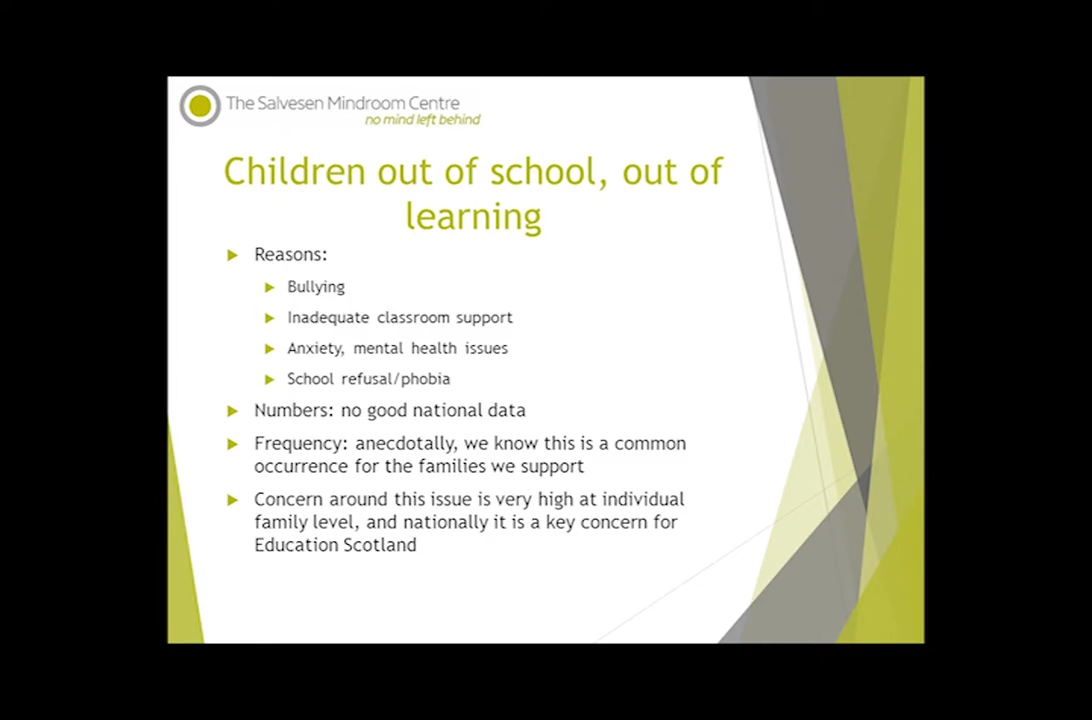 The Salvesen Mindroom Centre
no mind left behind
Children out of school, out of
learning
Reasons:
Bullying
Inadequate classroom support
Anxiety, mental health issues
School refusal/phobia
Numbers: no good national data
Frequency: anecdotally, we know this is a common
occurrence for the families we support
Concern around this issue is very high at individual
family level, and nationally it is a key concern for
Education Scotland